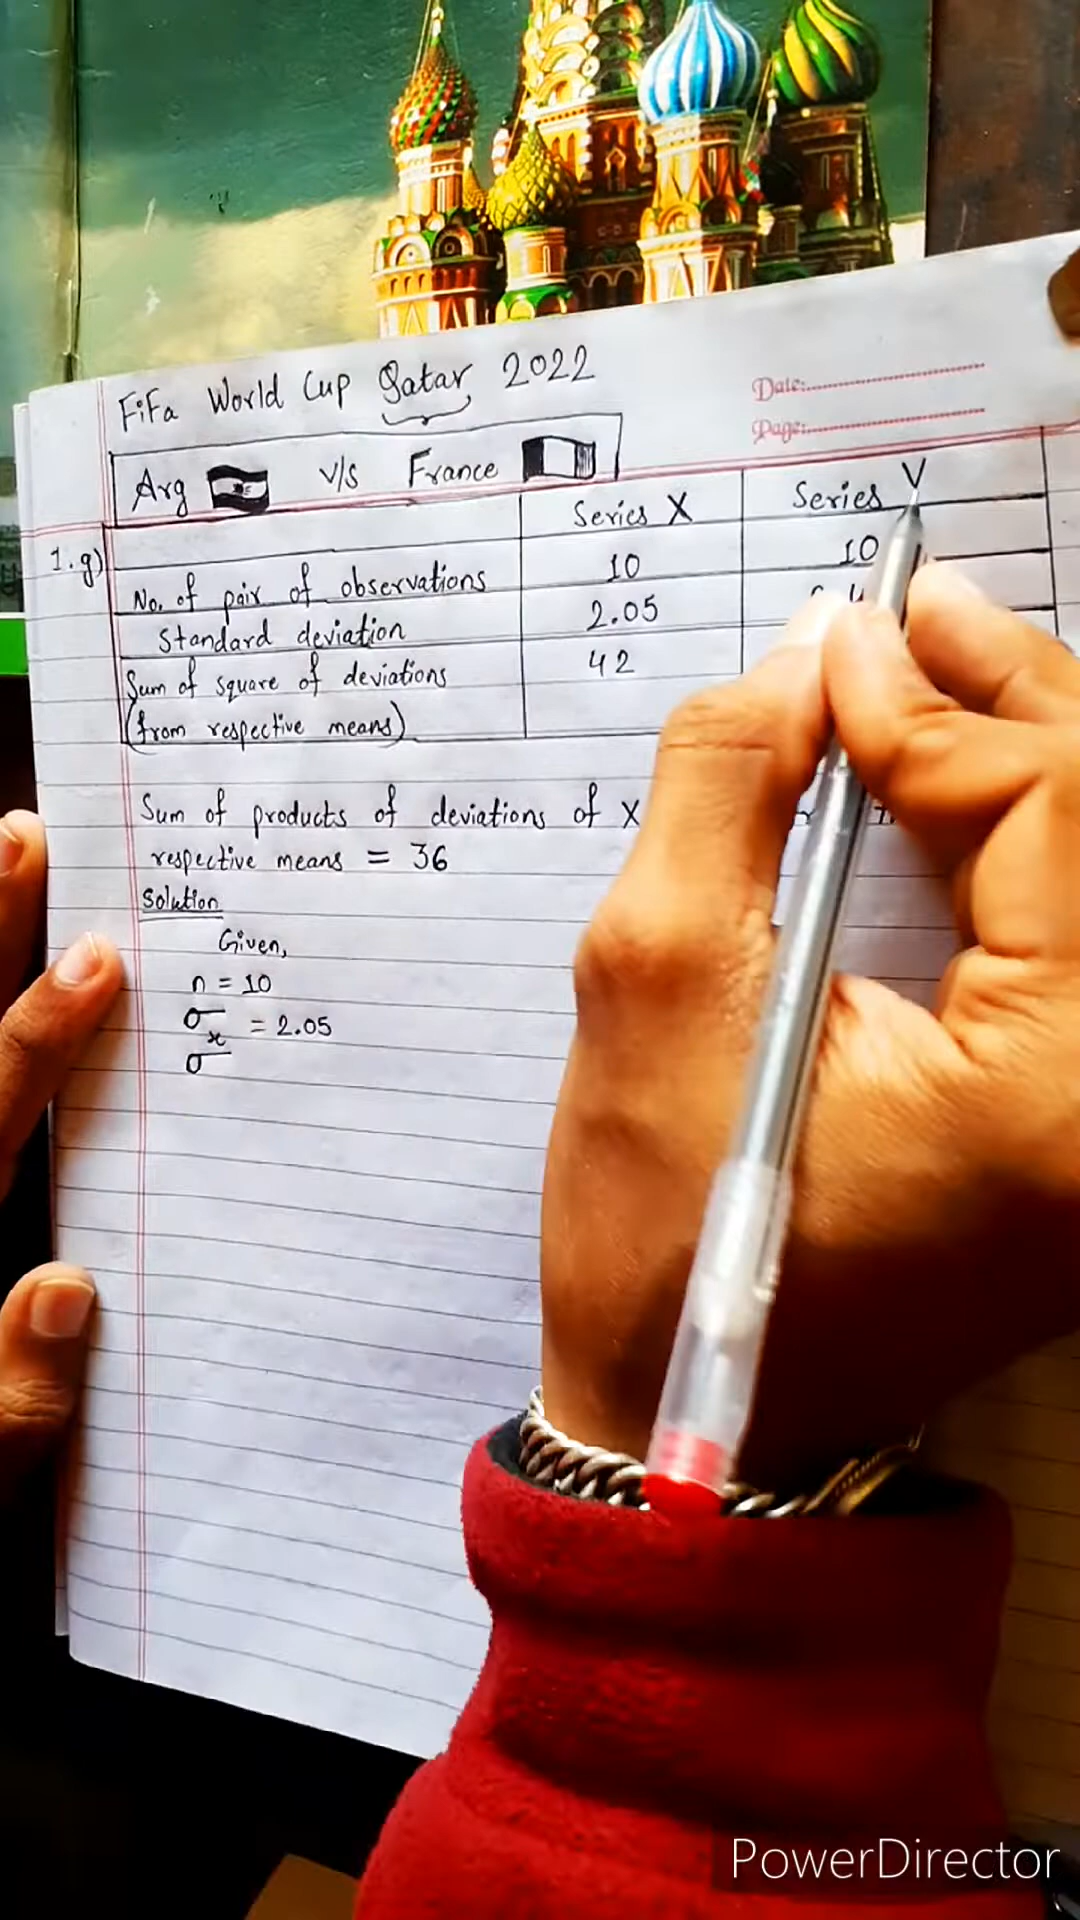 FiFa World Cup Qatar 2022
Date:
Page:
Arg v/s France
Series X Series V
1.g)
No. of pair of observations 10 10
Standard deviation 2.05
Sum of square of deviations 42
(from respective means)
Sum of products of deviations of X
respective means = 36
Solution
Given,
n = 10
σx = 2.05
σ
PowerDirector